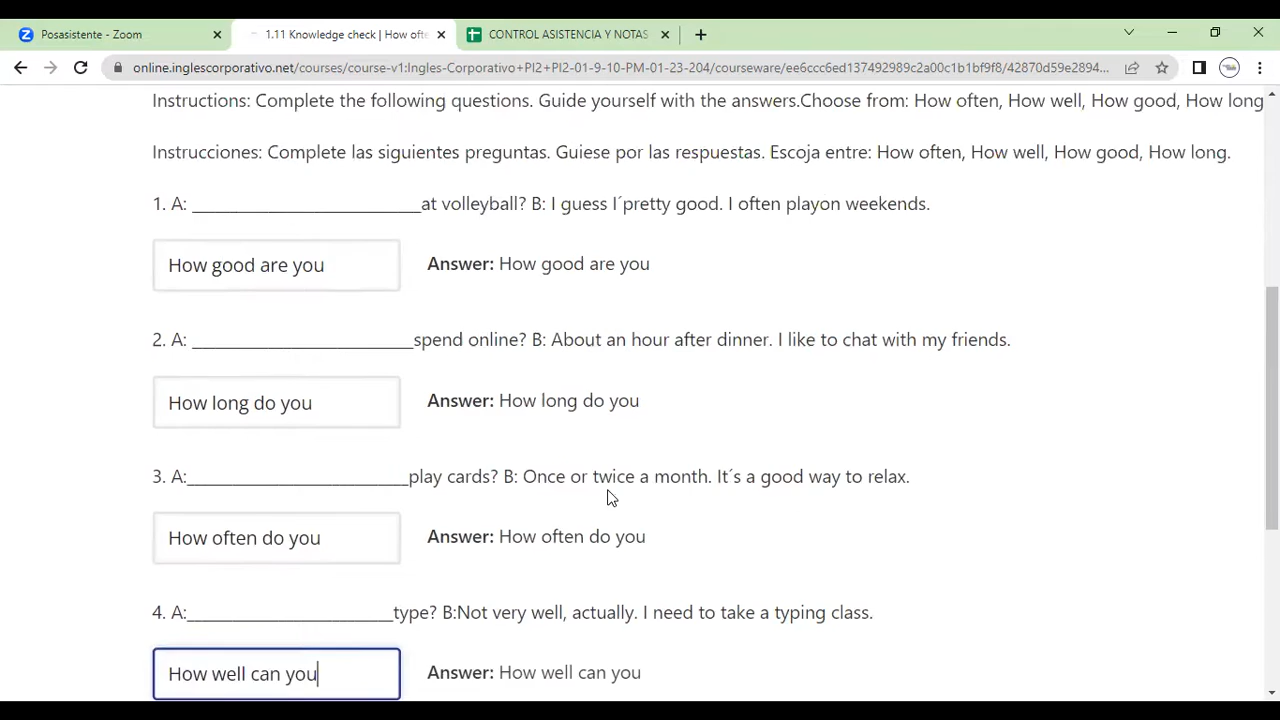 Posasistente - Zoom
1.11 Knowledge check | How ofte
CONTROL ASISTENCIA Y NOTAS
online.inglescorporativo.net/courses/course-v1:Ingles-Corporativo+PI2+PI2-01-9-10-PM-01-23-204/courseware/ee6ccc6ed137492989c2a00c1b1bf9f8/42870d59e2894...
Instructions: Complete the following questions. Guide yourself with the answers.Choose from: How often, How well, How good, How long
Instrucciones: Complete las siguientes preguntas. Guiese por las respuestas. Escoja entre: How often, How well, How good, How long.
1. A: _________________________at volleyball? B: I guess I´pretty good. I often playon weekends.
How good are you
Answer: How good are you
2. A: _________________________spend online? B: About an hour after dinner. I like to chat with my friends.
How long do you
Answer: How long do you
3. A:_________________________play cards? B: Once or twice a month. It´s a good way to relax.
How often do you
Answer: How often do you
4. A:_______________________type? B:Not very well, actually. I need to take a typing class.
How well can you
Answer: How well can you